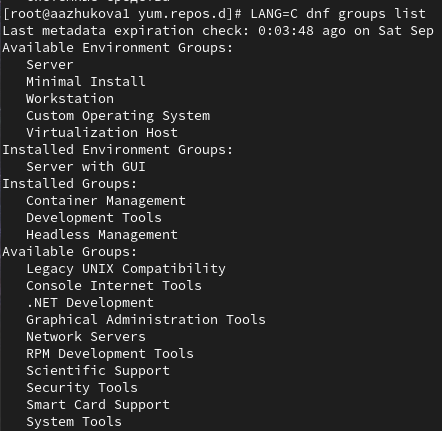 [root@aazhukova1 yum.repos.d]# LANG=C dnf groups list
Last metadata expiration check: 0:03:48 ago on Sat Sep
Available Environment Groups:
Server
Minimal Install
Workstation
Custom Operating System
Virtualization Host
Installed Environment Groups:
Server with GUI
Installed Groups:
Container Management
Development Tools
Headless Management
Available Groups:
Legacy UNIX Compatibility
Console Internet Tools
.NET Development
Graphical Administration Tools
Network Servers
RPM Development Tools
Scientific Support
Security Tools
Smart Card Support
System Tools